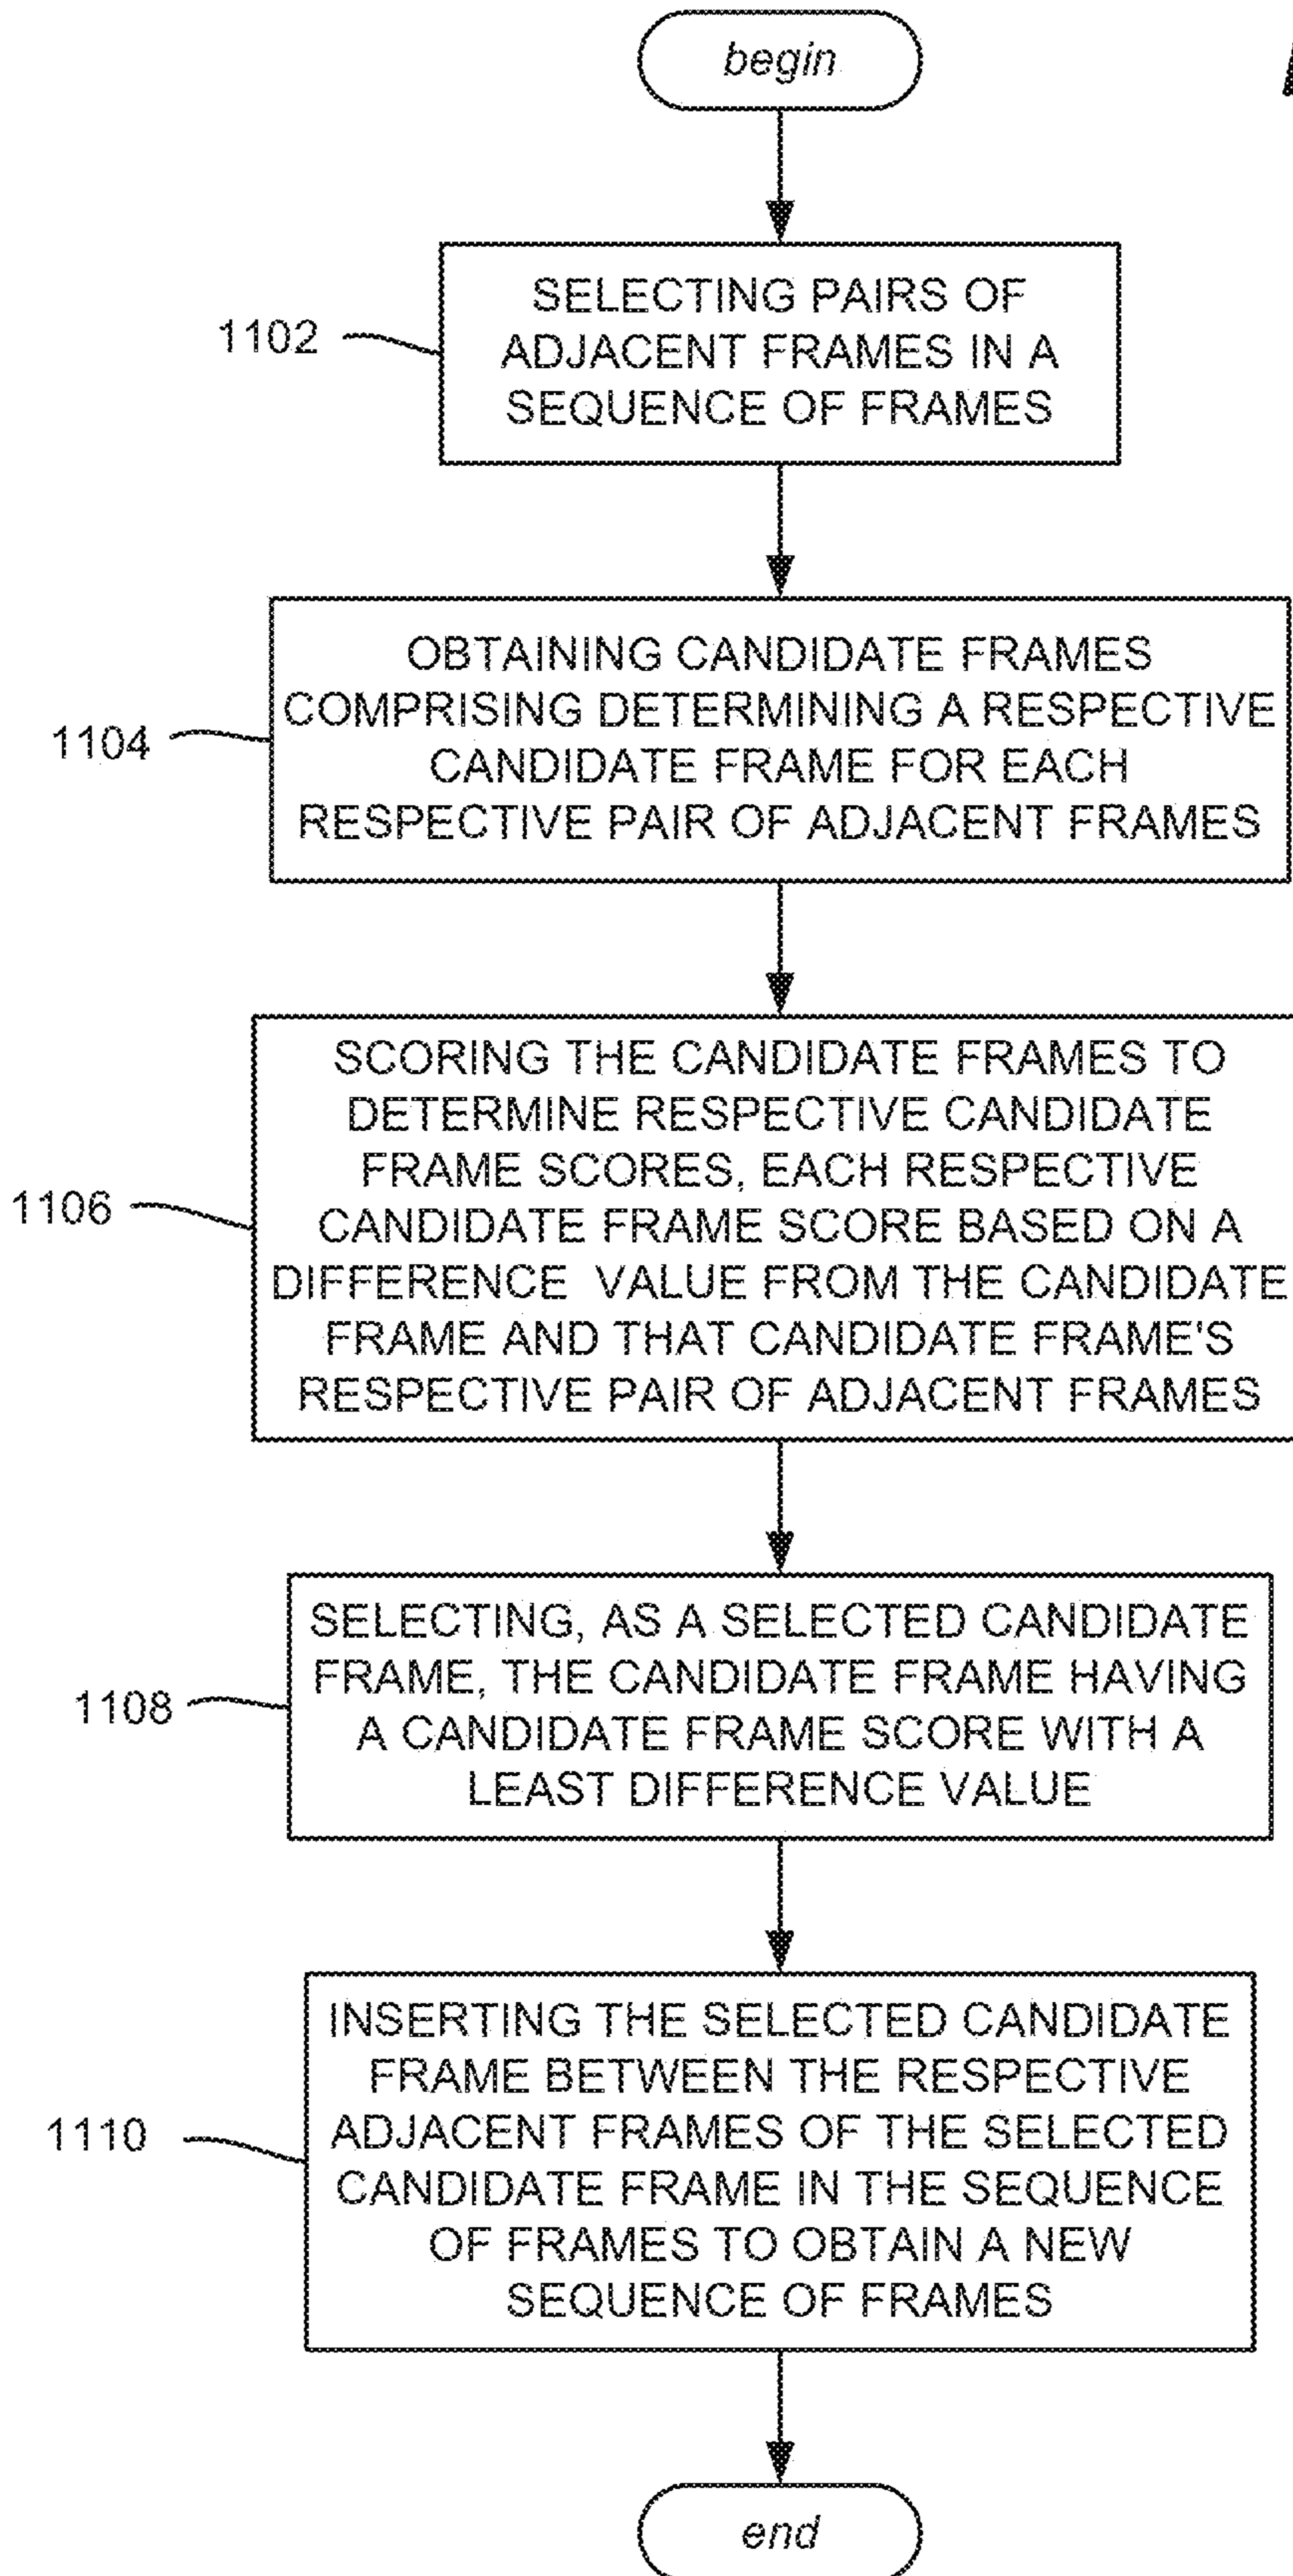 begin
1102
SELECTING PAIRS OF
ADJACENT FRAMES IN A
SEQUENCE OF FRAMES
1104
OBTAINING CANDIDATE FRAMES
COMPRISING DETERMINING A RESPECTIVE
CANDIDATE FRAME FOR EACH
RESPECTIVE PAIR OF ADJACENT FRAMES
1106
SCORING THE CANDIDATE FRAMES TO
DETERMINE RESPECTIVE CANDIDATE
FRAME SCORES, EACH RESPECTIVE
CANDIDATE FRAME SCORE BASED ON A
DIFFERENCE VALUE FROM THE CANDIDATE
FRAME AND THAT CANDIDATE FRAME'S
RESPECTIVE PAIR OF ADJACENT FRAMES
1108
SELECTING, AS A SELECTED CANDIDATE
FRAME, THE CANDIDATE FRAME HAVING
A CANDIDATE FRAME SCORE WITH A
LEAST DIFFERENCE VALUE
1110
INSERTING THE SELECTED CANDIDATE
FRAME BETWEEN THE RESPECTIVE
ADJACENT FRAMES OF THE SELECTED
CANDIDATE FRAME IN THE SEQUENCE
OF FRAMES TO OBTAIN A NEW
SEQUENCE OF FRAMES
end